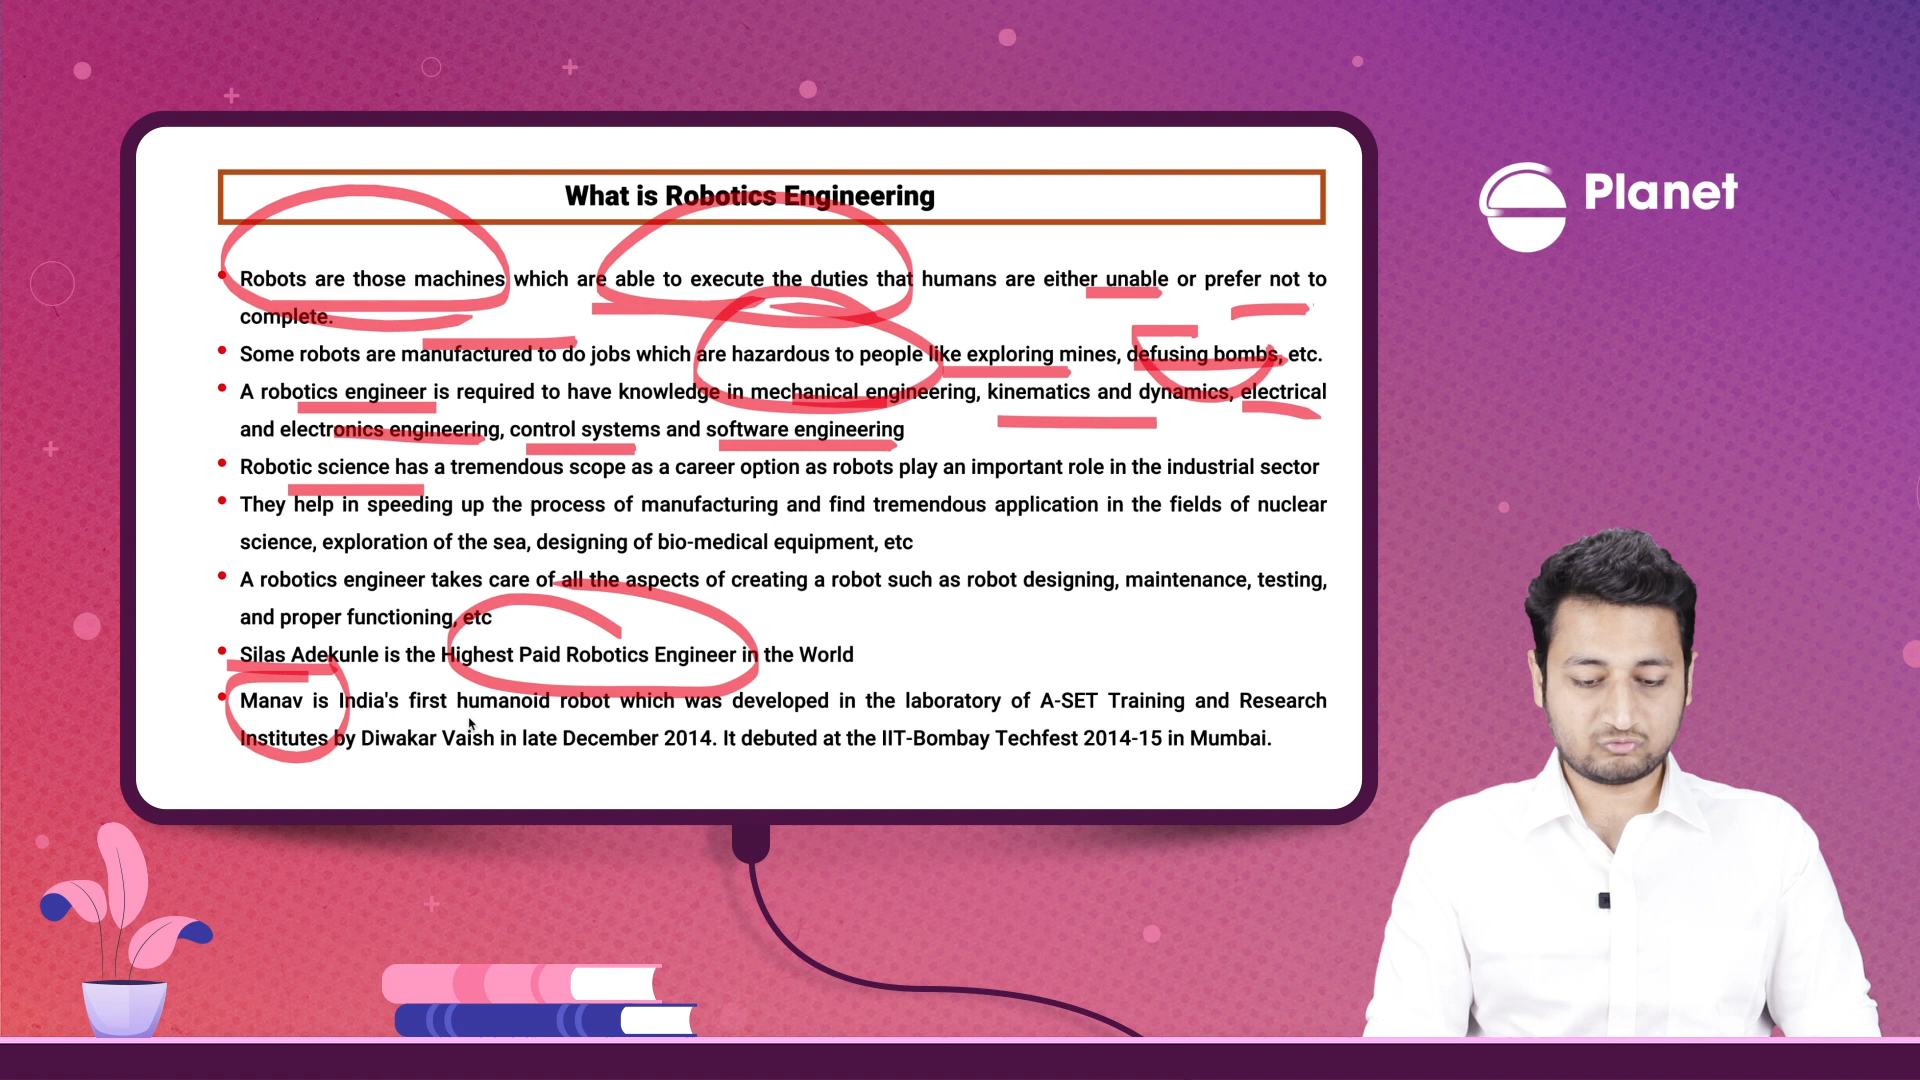 What is Robotics Engineering
Planet
Robots are those machines which are able to execute the duties that humans are either unable or prefer not to
complete.
Some robots are manufactured to do jobs which are hazardous to people like exploring mines, defusing bombs, etc.
A robotics engineer is required to have knowledge in mechanical engineering, kinematics and dynamics, electrical
and electronics engineering, control systems and software engineering
Robotic science has a tremendous scope as a career option as robots play an important role in the industrial sector
They help in speeding up the process of manufacturing and find tremendous application in the fields of nuclear
science, exploration of the sea, designing of bio-medical equipment, etc
A robotics engineer takes care of all the aspects of creating a robot such as robot designing, maintenance, testing,
and proper functioning, etc
Silas Adekunle is the Highest Paid Robotics Engineer in the World
Manav is India's first humanoid robot which was developed in the laboratory of A-SET Training and Research
Institutes by Diwakar Vaish in late December 2014. It debuted at the IIT-Bombay Techfest 2014-15 in Mumbai.